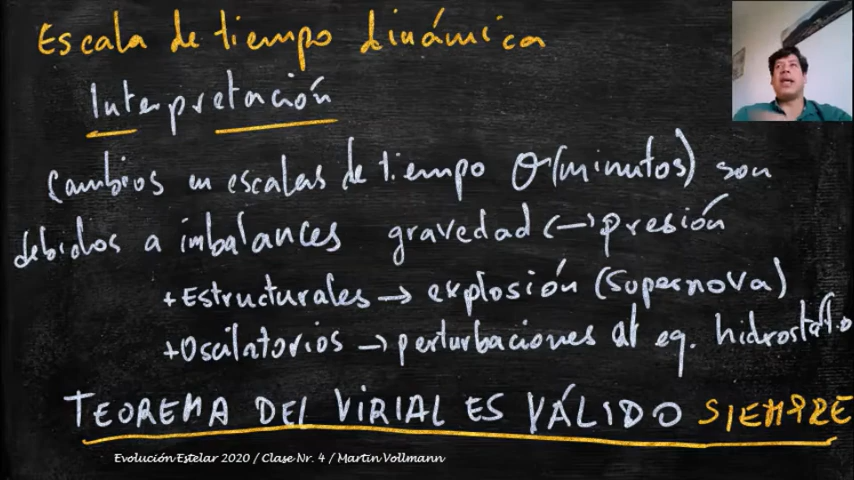 Escala de tiempo dinámica
Interpretación
Cambios en escalas de tiempo O(minutos) son
debidos a imbalances gravedad ↔ presión
+Estructurales → explosión (Supernova)
+Oscilatorios → perturbaciones al eq. hidrostático
TEOREMA DEL VIRIAL ES VÁLIDO SIEMPRE
Evolución Estelar 2020 / Clase Nr. 4 / Martin Vollmann